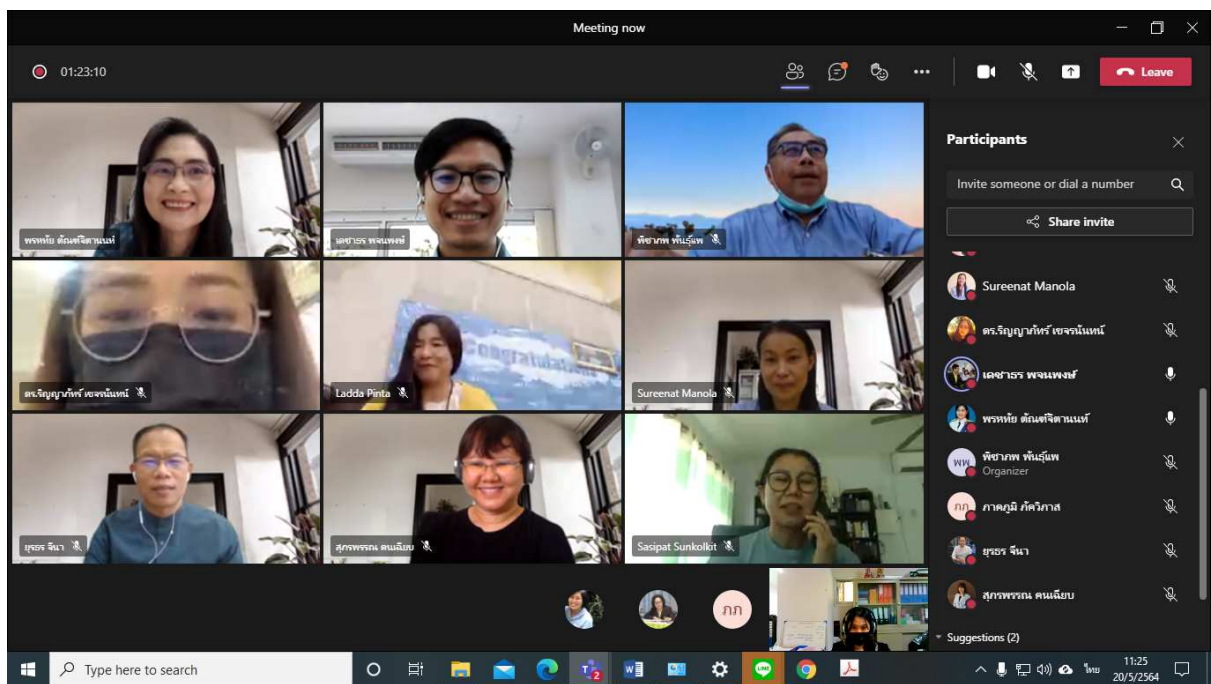 Meeting now
01:23:10
Leave
พรหทัย ตัณฑ์จิตานนท์
เดชาธร พจนพงษ์
พิชาภพ พันธุ์แพ
ดร.ริญญาภัทร์ เขจรนันทน์
Ladda Pinta
Congratulat
Sureenat Manola
ยุรธร จีนา
สุภรพรรณ คนเฉียบ
Sasipat Sunkolkit
ภภ
Participants
Invite someone or dial a number
Share invite
Sureenat Manola
ดร.ริญญาภัทร์ เขจรนันทน์
เดชาธร พจนพงษ์
พรหทัย ตัณฑ์จิตานนท์
พพ
พิชาภพ พันธุ์แพ
Organizer
ภภ
ภาคภูมิ ภัควิภาส
ยุรธร จีนา
สุภรพรรณ คนเฉียบ
Suggestions (2)
Type here to search
ไทย
11:25
20/5/2564